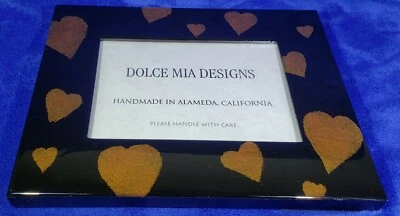 DOLCE MIA DESIGNS
HANDMADE IN ALAMEDA, CALIFORNIA
PLEASE HANDLE WITH CARE